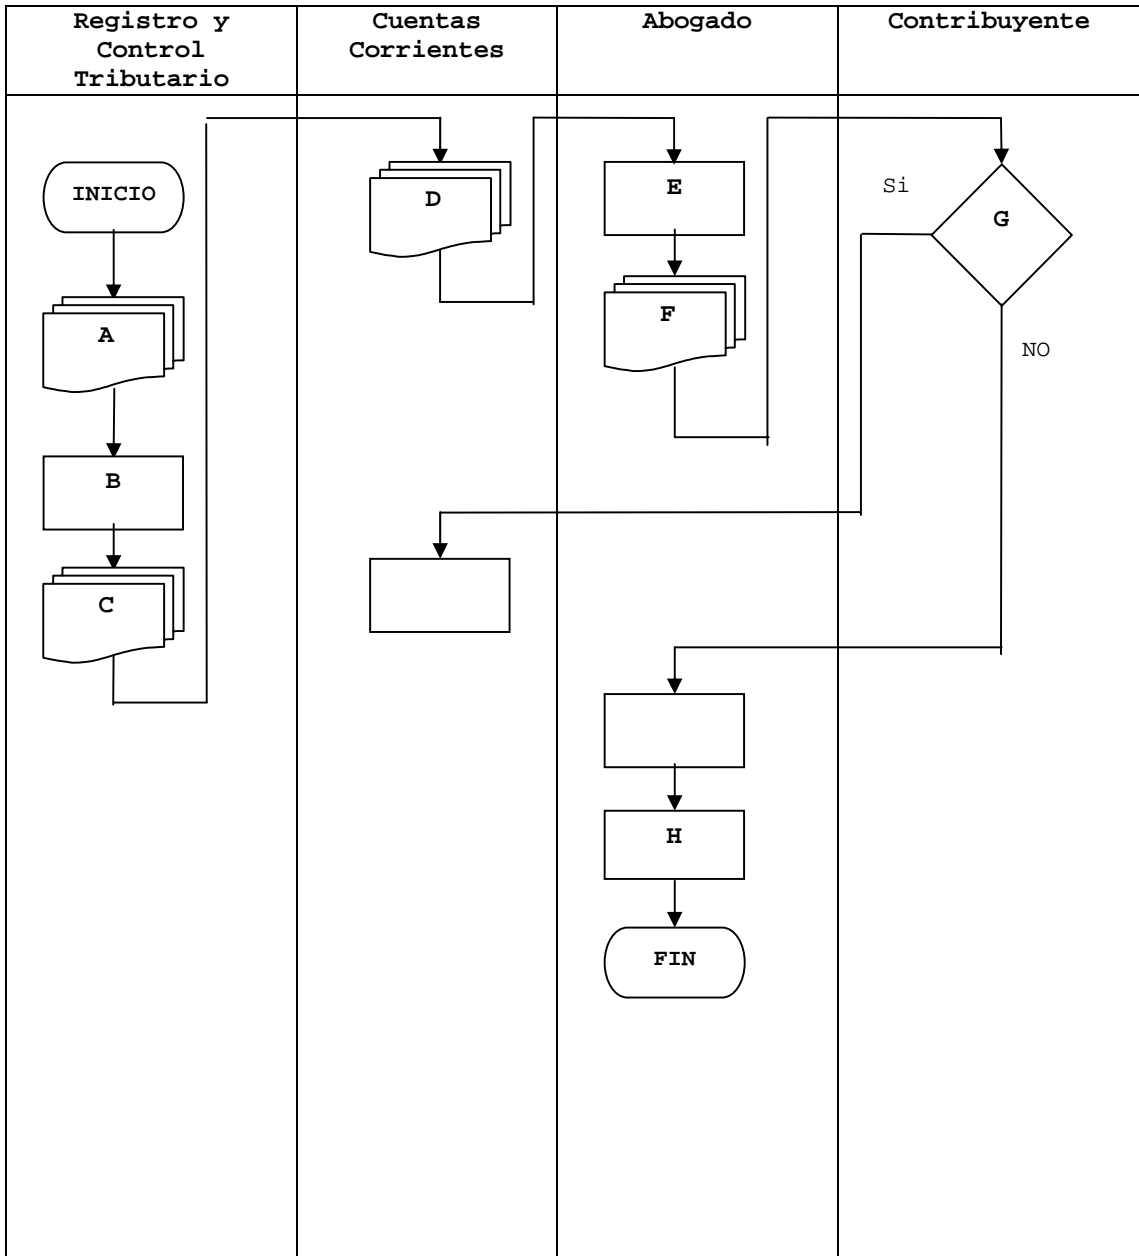 Registro y
Control
Tributario
Cuentas
Corrientes
Abogado
Contribuyente
INICIO
A
B
C
D
E
F
Si
G
NO
H
FIN